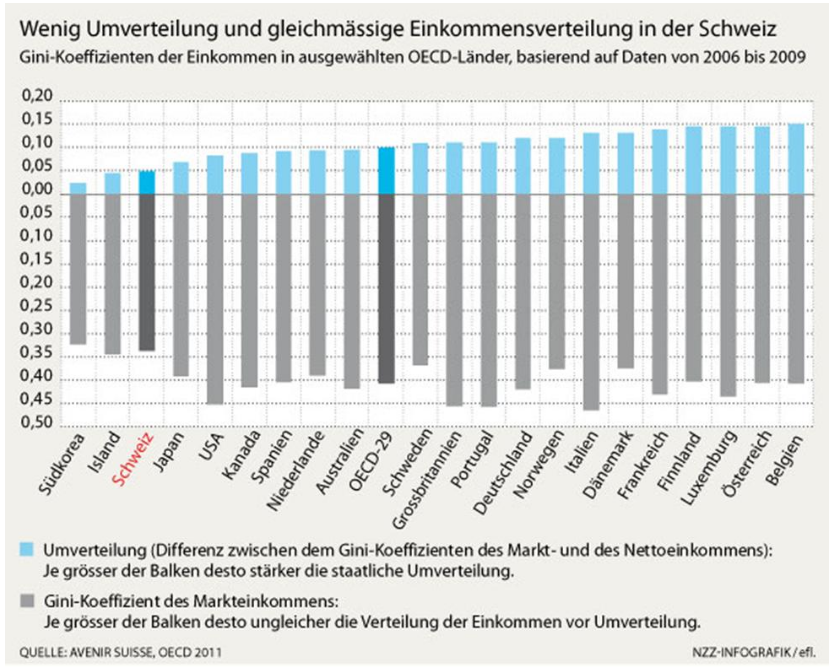 Wenig Umverteilung und gleichmässige Einkommensverteilung in der Schweiz
Gini-Koeffizienten der Einkommen in ausgewählten OECD-Länder, basierend auf Daten von 2006 bis 2009
0,20
0,15
0,10
0,05
0,00
0,05
0,10
0,15
0,20
0,25
0,30
0,35
0,40
0,45
0,50
Südkorea
Island
Schweiz
Japan
USA
Kanada
Spanien
Niederlande
Australien
OECD-29
Schweden
Grossbritannien
Portugal
Deutschland
Norwegen
Italien
Dänemark
Frankreich
Finnland
Luxemburg
Österreich
Belgien
Umverteilung (Differenz zwischen dem Gini-Koeffizienten des Markt- und des Nettoeinkommens):
Je grösser der Balken desto stärker die staatliche Umverteilung.
Gini-Koeffizient des Markteinkommens:
Je grösser der Balken desto ungleicher die Verteilung der Einkommen vor Umverteilung.
QUELLE: AVENIR SUISSE, OECD 2011
NZZ-INFOGRAFIK/efl.